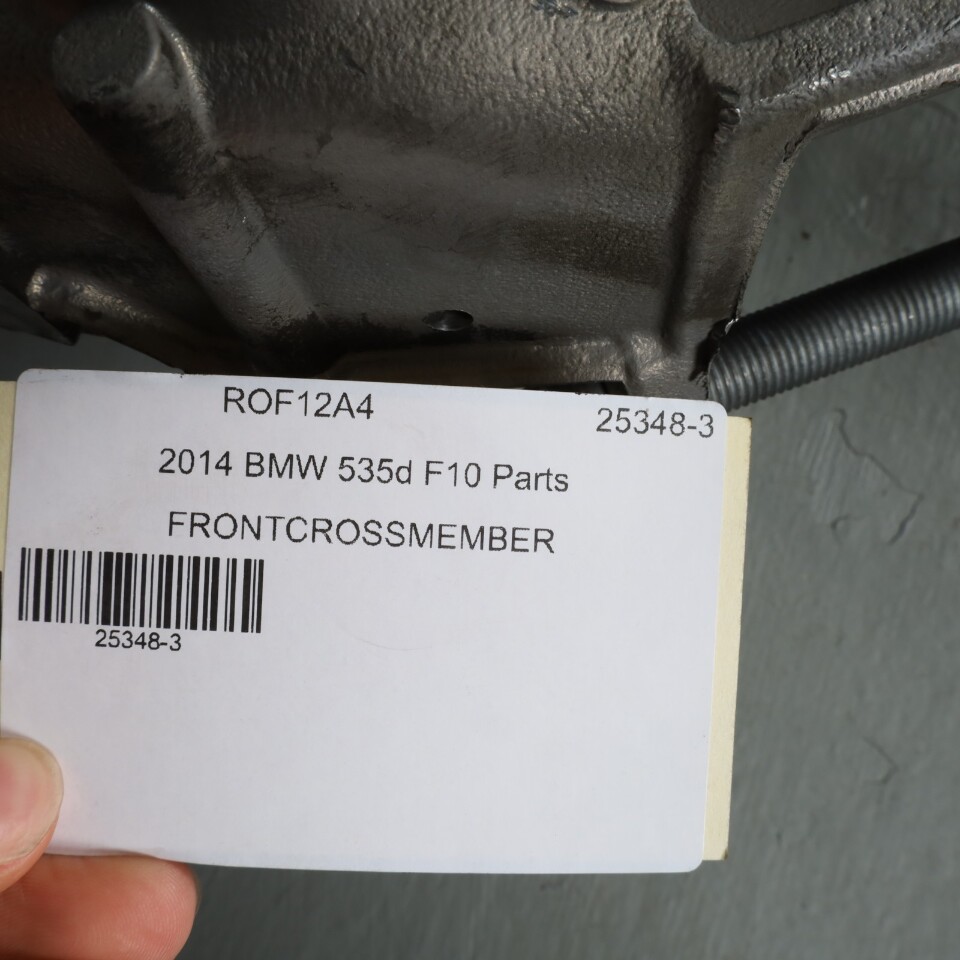 ROF12A4
25348-3
2014 BMW 535d F10 Parts
FRONTCROSSMEMBER
25348-3